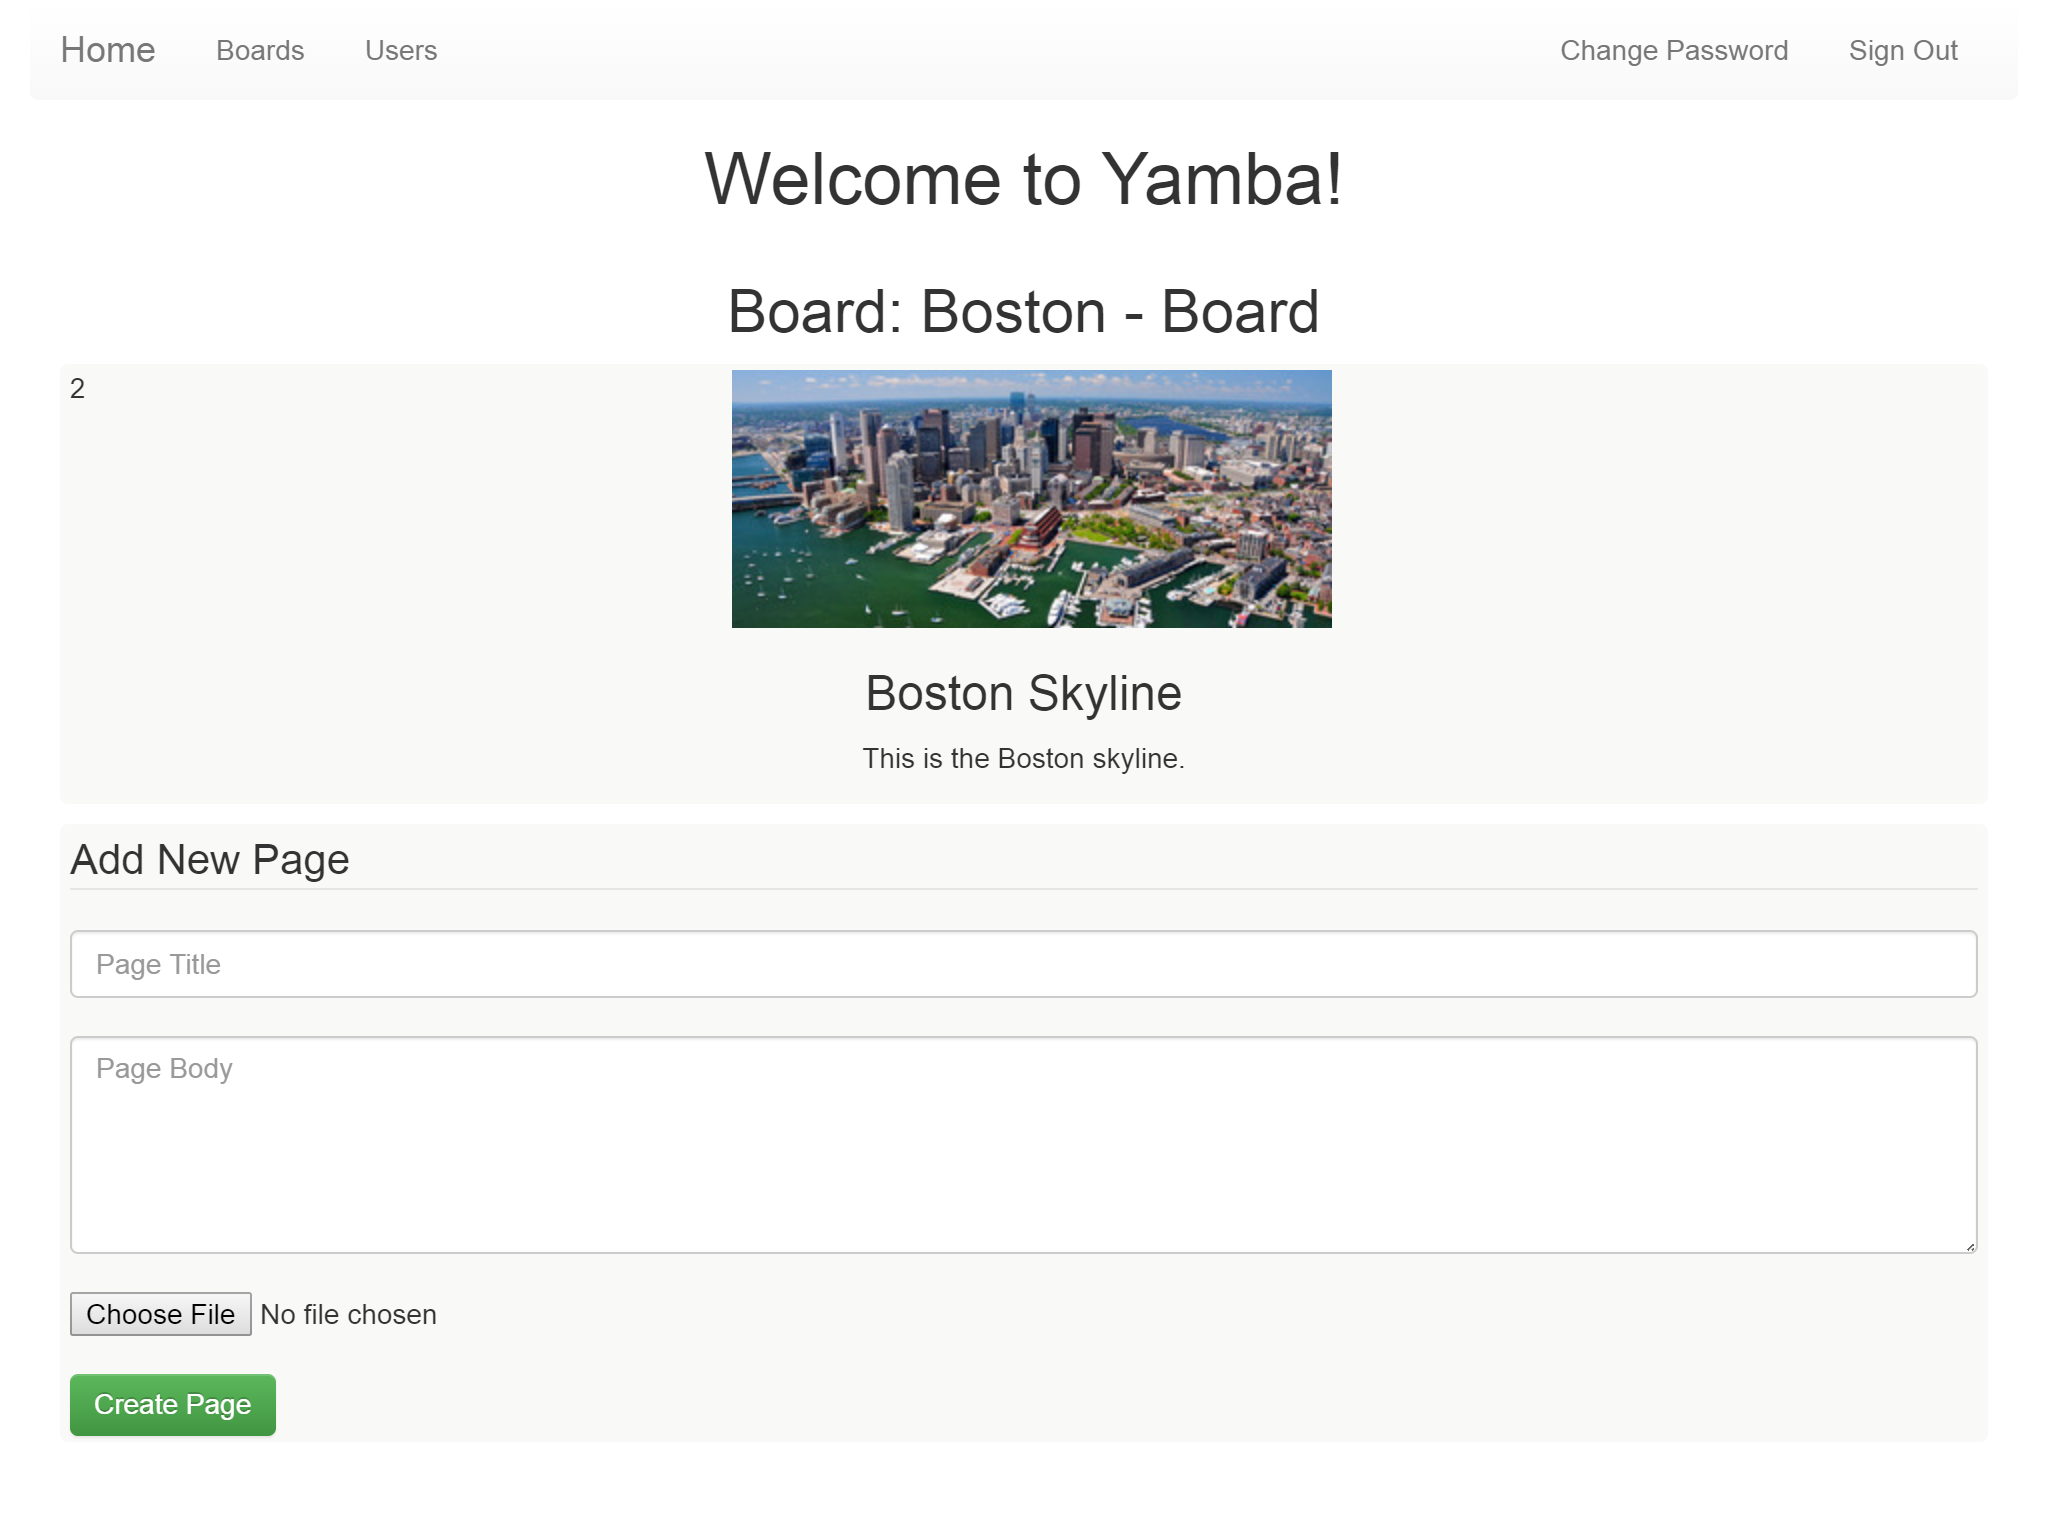 Home Boards Users Change Password Sign Out
Welcome to Yamba!
Board: Boston - Board
2
Boston Skyline
This is the Boston skyline.
Add New Page
Page Title
Page Body
Choose File No file chosen
Create Page